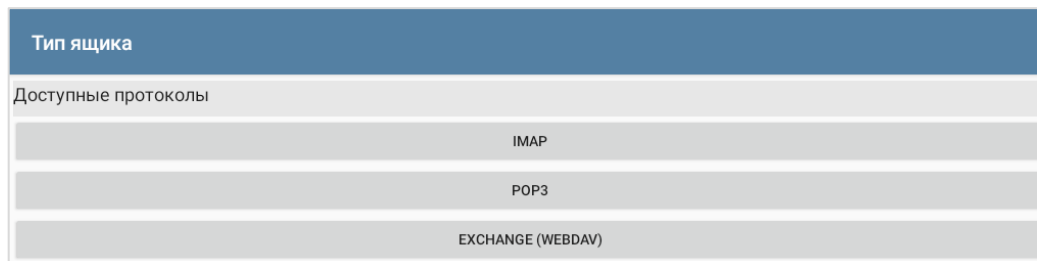 Тип ящика
Доступные протоколы
IMAP
POP3
EXCHANGE (WEBDAV)